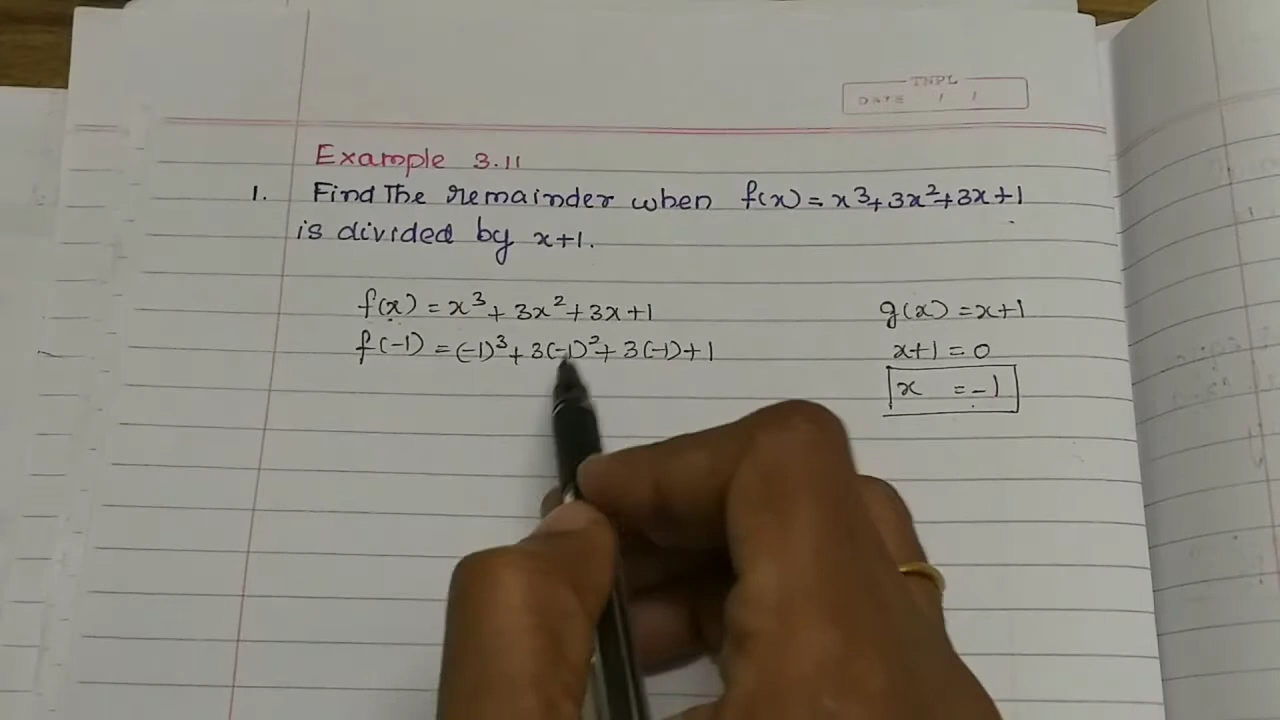 TNPL
DATE / /
Example 3.11
1. Find The remainder when f(x) = x³+3x²+3x+1
is divided by x+1.
f(x) = x³+3x²+3x+1
f(-1) = (-1)³+3(-1)²+3(-1)+1
g(x) = x+1
x+1 = 0
x = -1